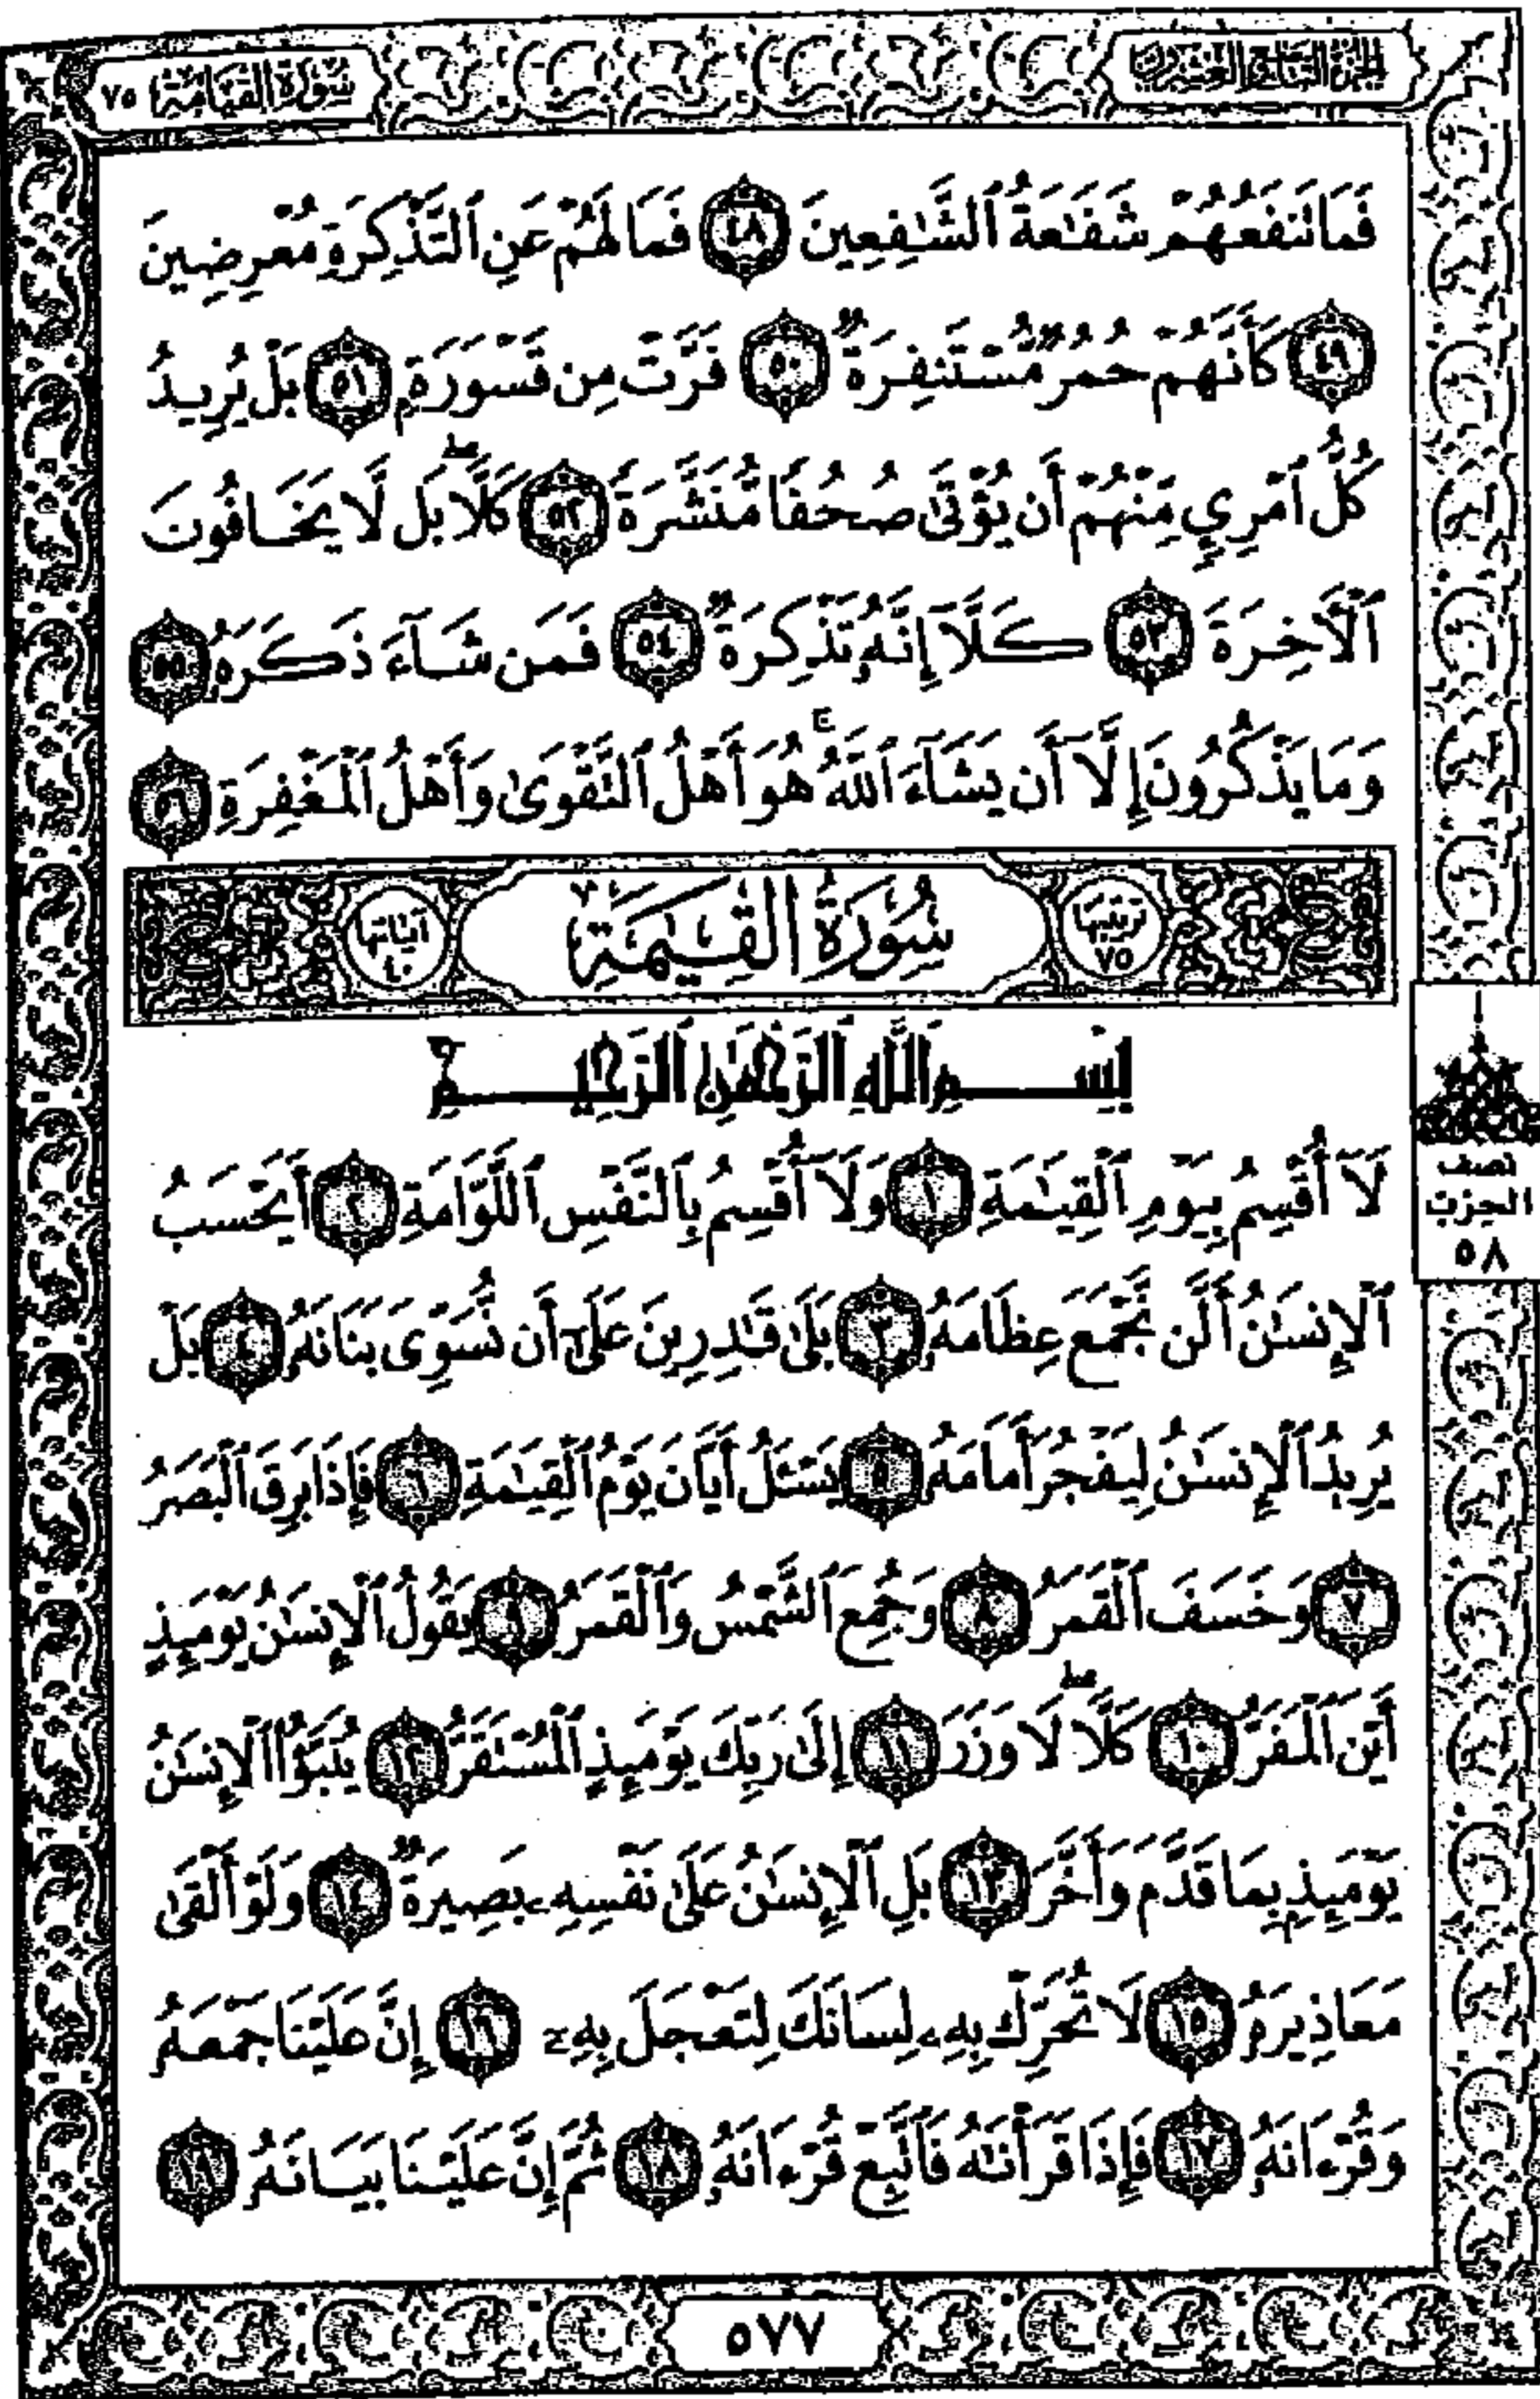 الجزء التاسع والعشرون
سورة القيامة ٧٥
فَمَا تَنفَعُهُمْ شَفَٰعَةُ ٱلشَّٰفِعِينَ ٤٨ فَمَا لَهُمْ عَنِ ٱلتَّذْكِرَةِ مُعْرِضِينَ
٤٩ كَأَنَّهُمْ حُمُرٌ مُّسْتَنفِرَةٌ ٥٠ فَرَّتْ مِن قَسْوَرَةٍۭ ٥١ بَلْ يُرِيدُ
كُلُّ ٱمْرِئٍ مِّنْهُمْ أَن يُؤْتَىٰ صُحُفًا مُّنَشَّرَةً ٥٢ كَلَّاۖ بَل لَّا يَخَافُونَ
ٱلْءَاخِرَةَ ٥٣ كَلَّآ إِنَّهُۥ تَذْكِرَةٌ ٥٤ فَمَن شَآءَ ذَكَرَهُۥ ٥٥
وَمَا يَذْكُرُونَ إِلَّآ أَن يَشَآءَ ٱللَّهُۚ هُوَ أَهْلُ ٱلتَّقْوَىٰ وَأَهْلُ ٱلْمَغْفِرَةِ ٥٦
ترتيبها ٧٥ سُورَةُ القِيَٰمَةِ آياتها ٤٠
بِسْمِ ٱللَّهِ ٱلرَّحْمَٰنِ ٱلرَّحِيمِ
لَآ أُقْسِمُ بِيَوْمِ ٱلْقِيَٰمَةِ ١ وَلَآ أُقْسِمُ بِٱلنَّفْسِ ٱللَّوَّامَةِ ٢ أَيَحْسَبُ
ٱلْإِنسَٰنُ أَلَّن نَّجْمَعَ عِظَامَهُۥ ٣ بَلَىٰ قَٰدِرِينَ عَلَىٰٓ أَن نُّسَوِّىَ بَنَانَهُۥ ٤ بَلْ
يُرِيدُ ٱلْإِنسَٰنُ لِيَفْجُرَ أَمَامَهُۥ ٥ يَسْـَٔلُ أَيَّانَ يَوْمُ ٱلْقِيَٰمَةِ ٦ فَإِذَا بَرِقَ ٱلْبَصَرُ
٧ وَخَسَفَ ٱلْقَمَرُ ٨ وَجُمِعَ ٱلشَّمْسُ وَٱلْقَمَرُ ٩ يَقُولُ ٱلْإِنسَٰنُ يَوْمَئِذٍ
أَيْنَ ٱلْمَفَرُّ ١٠ كَلَّاۖ لَا وَزَرَ ١١ إِلَىٰ رَبِّكَ يَوْمَئِذٍ ٱلْمُسْتَقَرُّ ١٢ يُنَبَّؤُا۟ ٱلْإِنسَٰنُ
يَوْمَئِذٍۭ بِمَا قَدَّمَ وَأَخَّرَ ١٣ بَلِ ٱلْإِنسَٰنُ عَلَىٰ نَفْسِهِۦ بَصِيرَةٌ ١٤ وَلَوْ أَلْقَىٰ
مَعَاذِيرَهُۥ ١٥ لَا تُحَرِّكْ بِهِۦ لِسَانَكَ لِتَعْجَلَ بِهِۦٓ ١٦ إِنَّ عَلَيْنَا جَمْعَهُۥ
وَقُرْءَانَهُۥ ١٧ فَإِذَا قَرَأْنَٰهُ فَٱتَّبِعْ قُرْءَانَهُۥ ١٨ ثُمَّ إِنَّ عَلَيْنَا بَيَانَهُۥ ١٩
نصف
الحزب
٥٨
٥٧٧